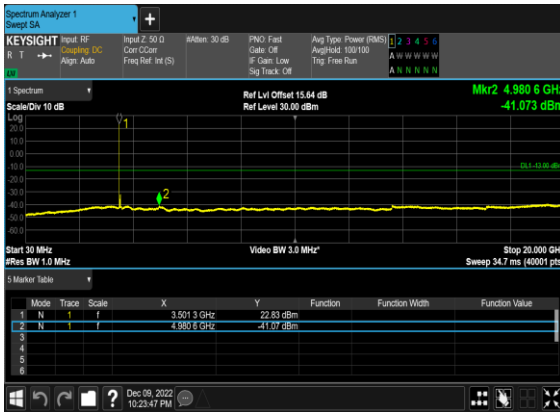 Spectrum Analyzer 1
Swept SA
+
KEYSIGHT Input: RF Input Z: 50 Ω #Atten: 30 dB PNO: Fast Avg Type: Power (RMS) 1 2 3 4 5 6
R T Coupling: DC Corr CCorr Gate: Off Avg|Hold: 100/100 A W W W W W
Align: Auto Freq Ref: Int (S) IF Gain: Low Trig: Free Run
Sig Track: Off A N N N N N
1 Spectrum Ref Lvl Offset 15.64 dB Mkr2 4.980 6 GHz
Scale/Div 10 dB Ref Level 30.00 dBm -41.073 dBm
Log
20.0
10.0
0.00
-10.0
-20.0
-30.0
-40.0
-50.0
-60.0
1
2
DL1 -13.00 dBm
Start 30 MHz Video BW 3.0 MHz* Stop 20.000 GHz
#Res BW 1.0 MHz Sweep 34.7 ms (40001 pts)
5 Marker Table
Mode Trace Scale X Y Function Function Width Function Value
1 N 1 f 3.501 3 GHz 22.83 dBm
2 N 1 f 4.980 6 GHz -41.07 dBm
3
4
5
6
? Dec 09, 2022
10:23:47 PM